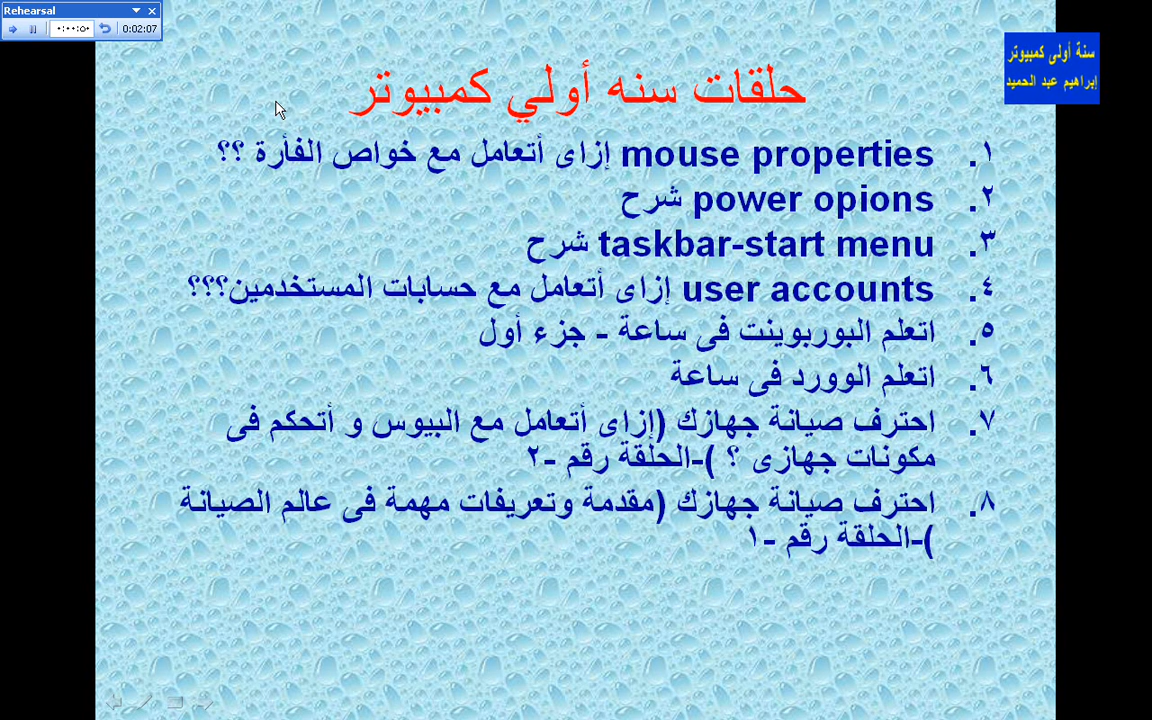 Rehearsal
٠:٠٠:٥٠ 0:02:07
سنة أولى كمبيوتر
إبراهيم عبد الحميد
حلقات سنه أولي كمبيوتر
١. mouse properties إزاى أتعامل مع خواص الفأرة ؟؟
٢. power opions شرح
٣. taskbar-start menu شرح
٤. user accounts إزاى أتعامل مع حسابات المستخدمين؟؟؟
٥. اتعلم البوربوينت فى ساعة - جزء أول
٦. اتعلم الوورد فى ساعة
٧. احترف صيانة جهازك (إزاى أتعامل مع البيوس و أتحكم فى
مكونات جهازى ؟ )-الحلقة رقم -٢
٨. احترف صيانة جهازك (مقدمة وتعريفات مهمة فى عالم الصيانة
)-الحلقة رقم -١